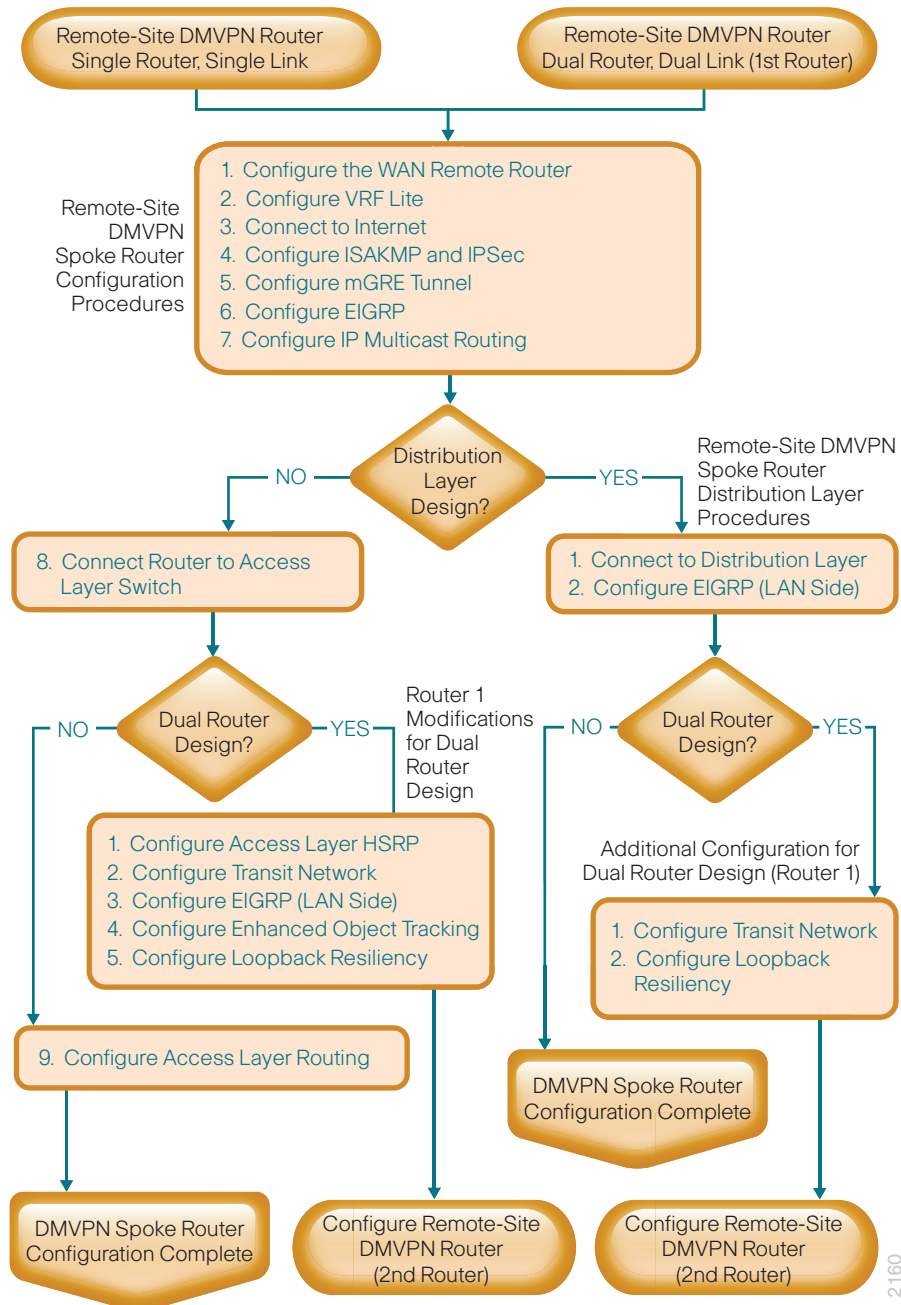 Remote-Site DMVPN Router
Single Router, Single Link
Remote-Site DMVPN Router
Dual Router, Dual Link (1st Router)
Remote-Site
DMVPN
Spoke Router
Configuration
Procedures
1. Configure the WAN Remote Router
2. Configure VRF Lite
3. Connect to Internet
4. Configure ISAKMP and IPSec
5. Configure mGRE Tunnel
6. Configure EIGRP
7. Configure IP Multicast Routing
Distribution
Layer
Design?
NO
YES
Remote-Site DMVPN
Spoke Router
Distribution Layer
Procedures
8. Connect Router to Access
Layer Switch
1. Connect to Distribution Layer
2. Configure EIGRP (LAN Side)
Dual Router
Design?
NO
YES
Router 1
Modifications
for Dual
Router
Design
Dual Router
Design?
NO
YES
1. Configure Access Layer HSRP
2. Configure Transit Network
3. Configure EIGRP (LAN Side)
4. Configure Enhanced Object Tracking
5. Configure Loopback Resiliency
Additional Configuration for
Dual Router Design (Router 1)
1. Configure Transit Network
2. Configure Loopback
Resiliency
9. Configure Access Layer Routing
DMVPN Spoke Router
Configuration Complete
DMVPN Spoke Router
Configuration Complete
Configure Remote-Site
DMVPN Router
(2nd Router)
Configure Remote-Site
DMVPN Router
(2nd Router)
2160